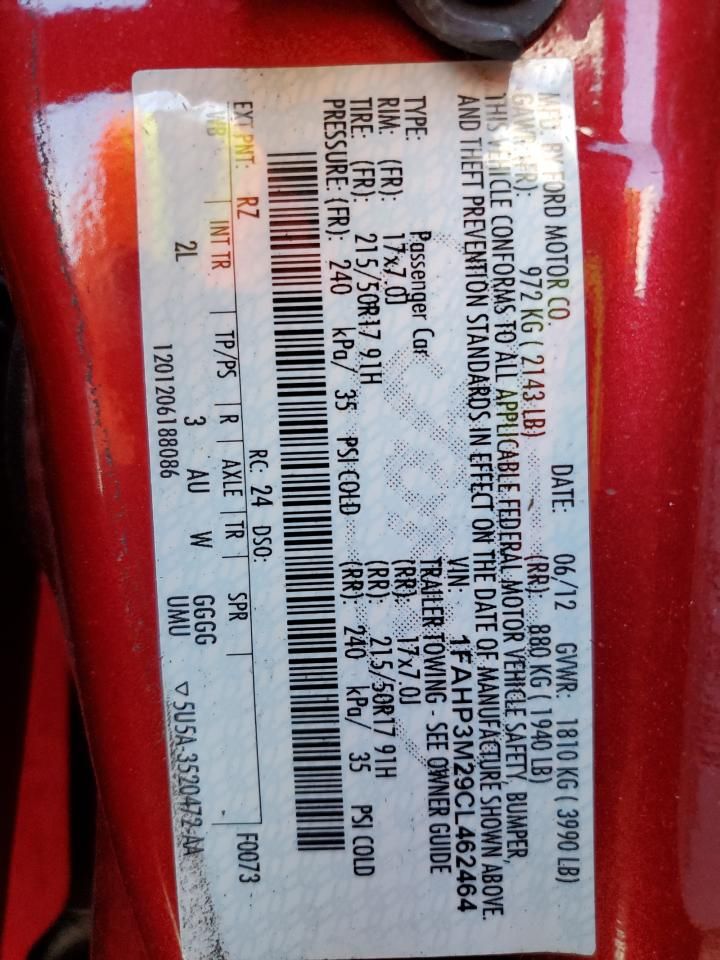 MFD. BY FORD MOTOR CO. DATE: 06/12 GVWR: 1810 KG ( 3990 LB)
972 KG ( 2143 LB) (RR): 880 KG ( 1940 LB)
THIS VEHICLE CONFORMS TO ALL APPLICABLE FEDERAL MOTOR VEHICLE SAFETY, BUMPER,
AND THEFT PREVENTION STANDARDS IN EFFECT ON THE DATE OF MANUFACTURE SHOWN ABOVE.
VIN: 1FAHP3M29CL462464
TYPE: Passenger Car TRAILER TOWING - SEE OWNER GUIDE
RIM: (FR): 17x7.0J (RR): 17x7.0J
TIRE: (FR): 215/50R17 91H (RR): 215/50R17 91H
PRESSURE: (FR): 240 kPa/ 35 PSI COLD (RR): 240 kPa/ 35 PSI COLD
EXT PNT: RZ RC: 24 DSO: F0073
WB INT TR TP/PS R AXLE TR SPR
2L 3 AU W GGGG
UMU
1201206188086 ▽5U5A-3520472-AA